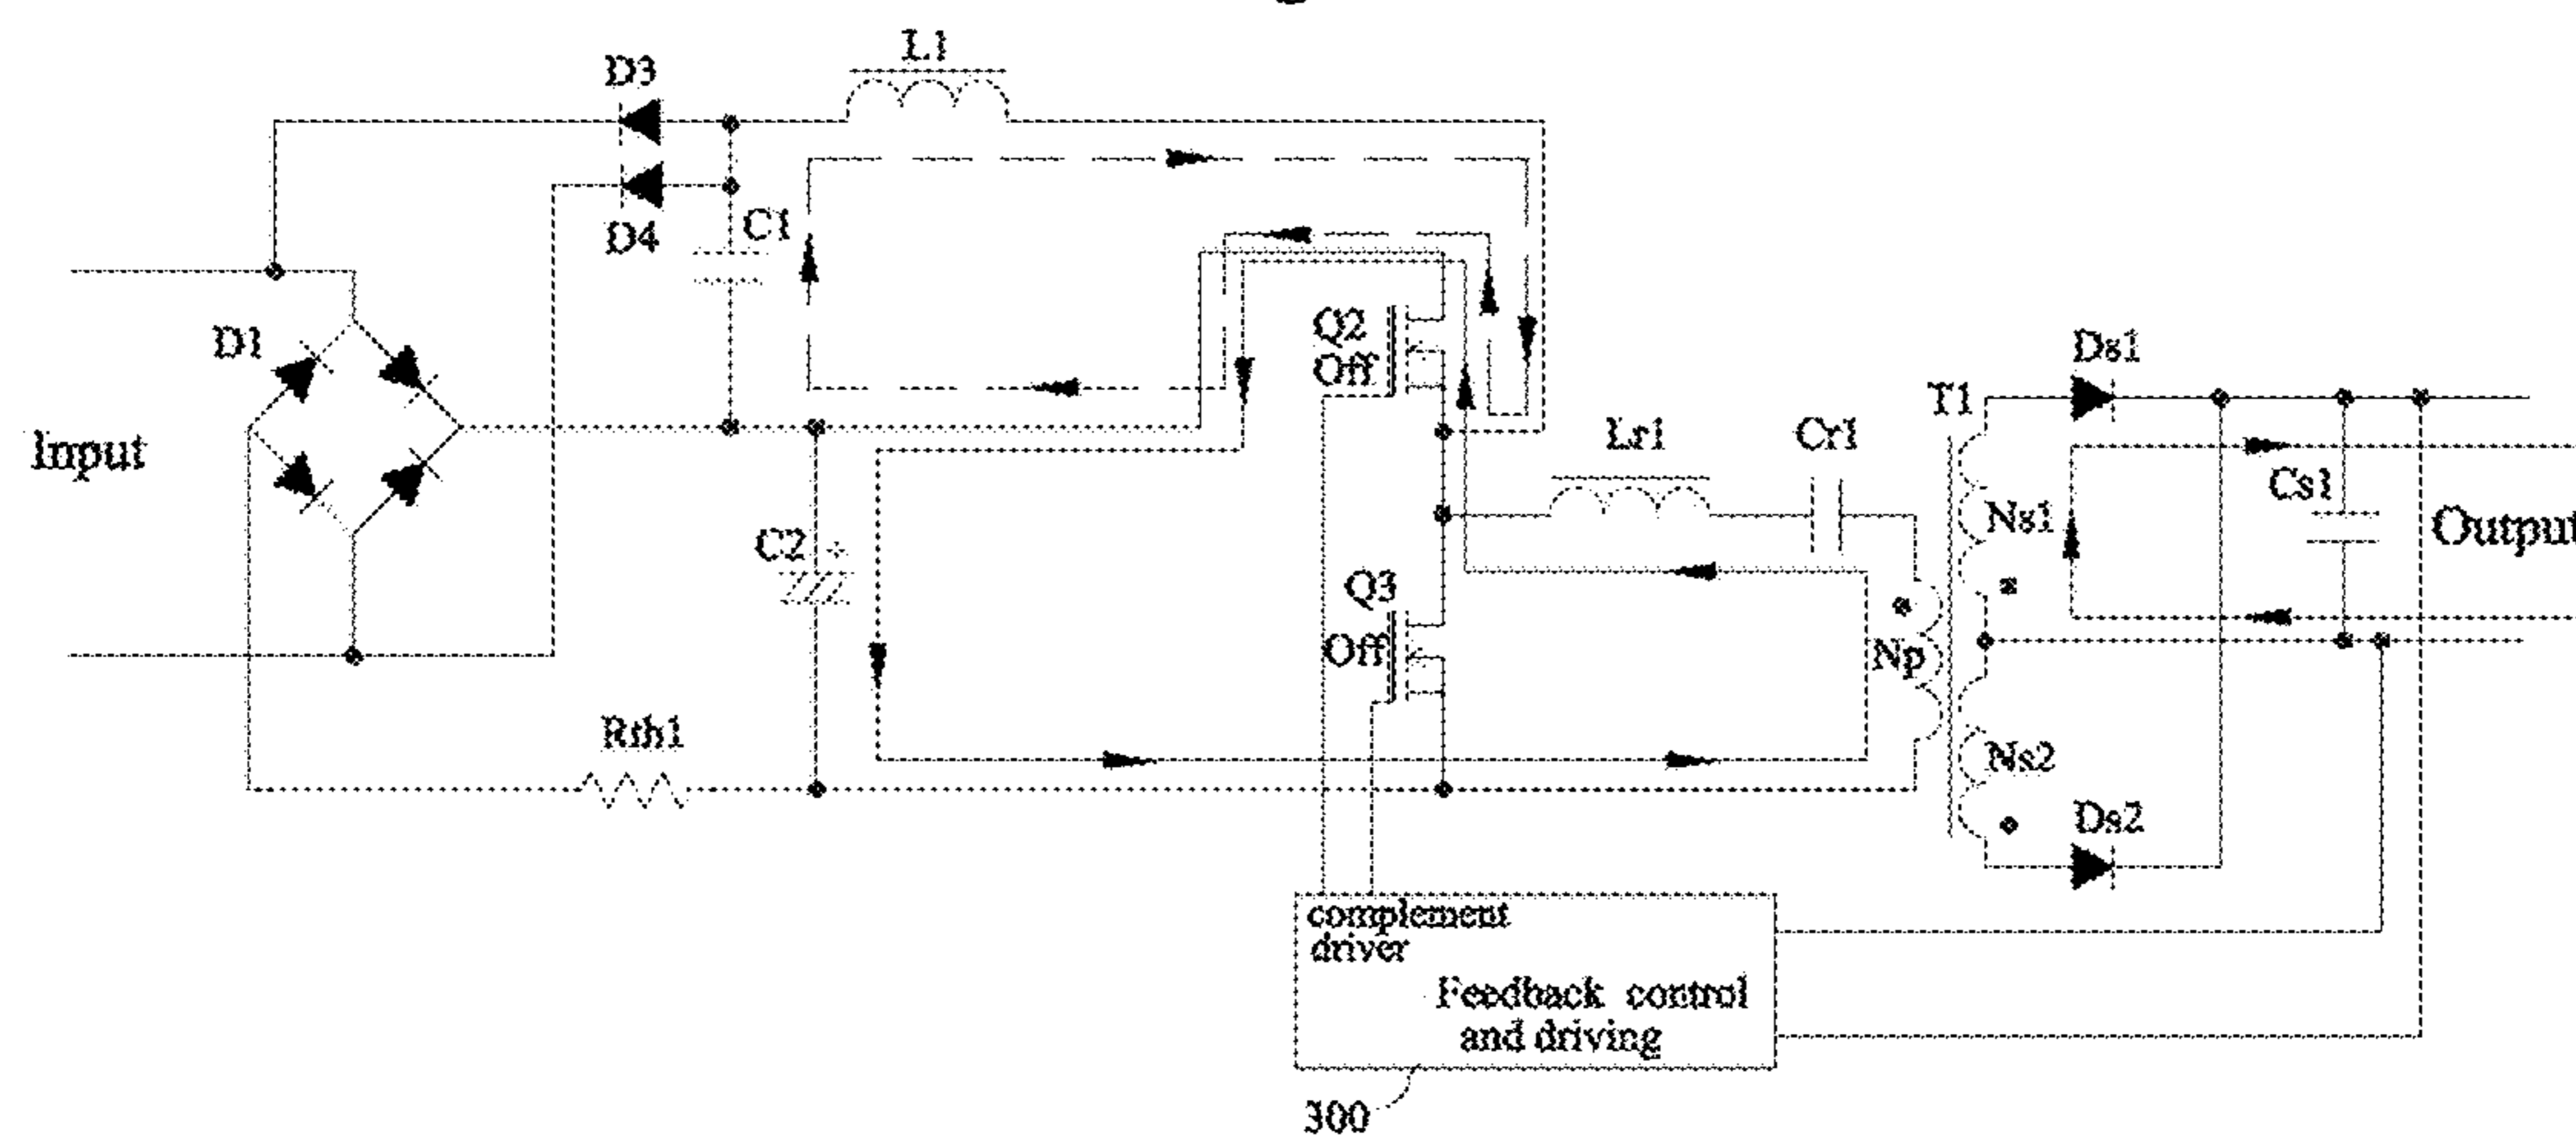 L1
D3
D4
C1
Q2
Off
D1
Ds1
T1
Lr1
Cr1
Input
Cs1
Ns1
Output
C2 +
Q3
Off
Np
Rth1
Ns2
Ds2
complement
driver
Feedback control
and driving
300